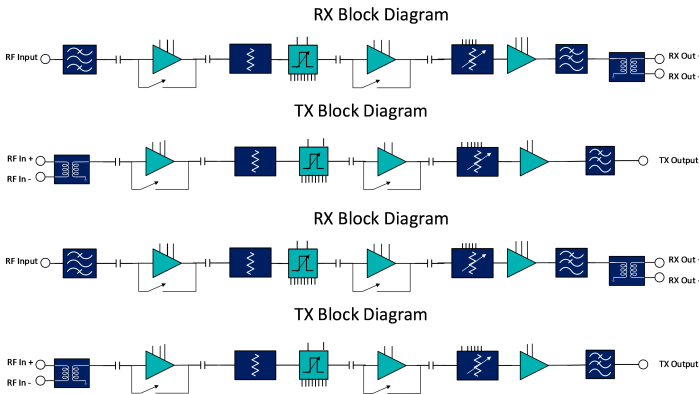 RX Block Diagram
RF Input
RX Out -
RX Out -
TX Block Diagram
RF In +
RF In -
TX Output
RX Block Diagram
RF Input
RX Out -
RX Out -
TX Block Diagram
RF In +
RF In -
TX Output